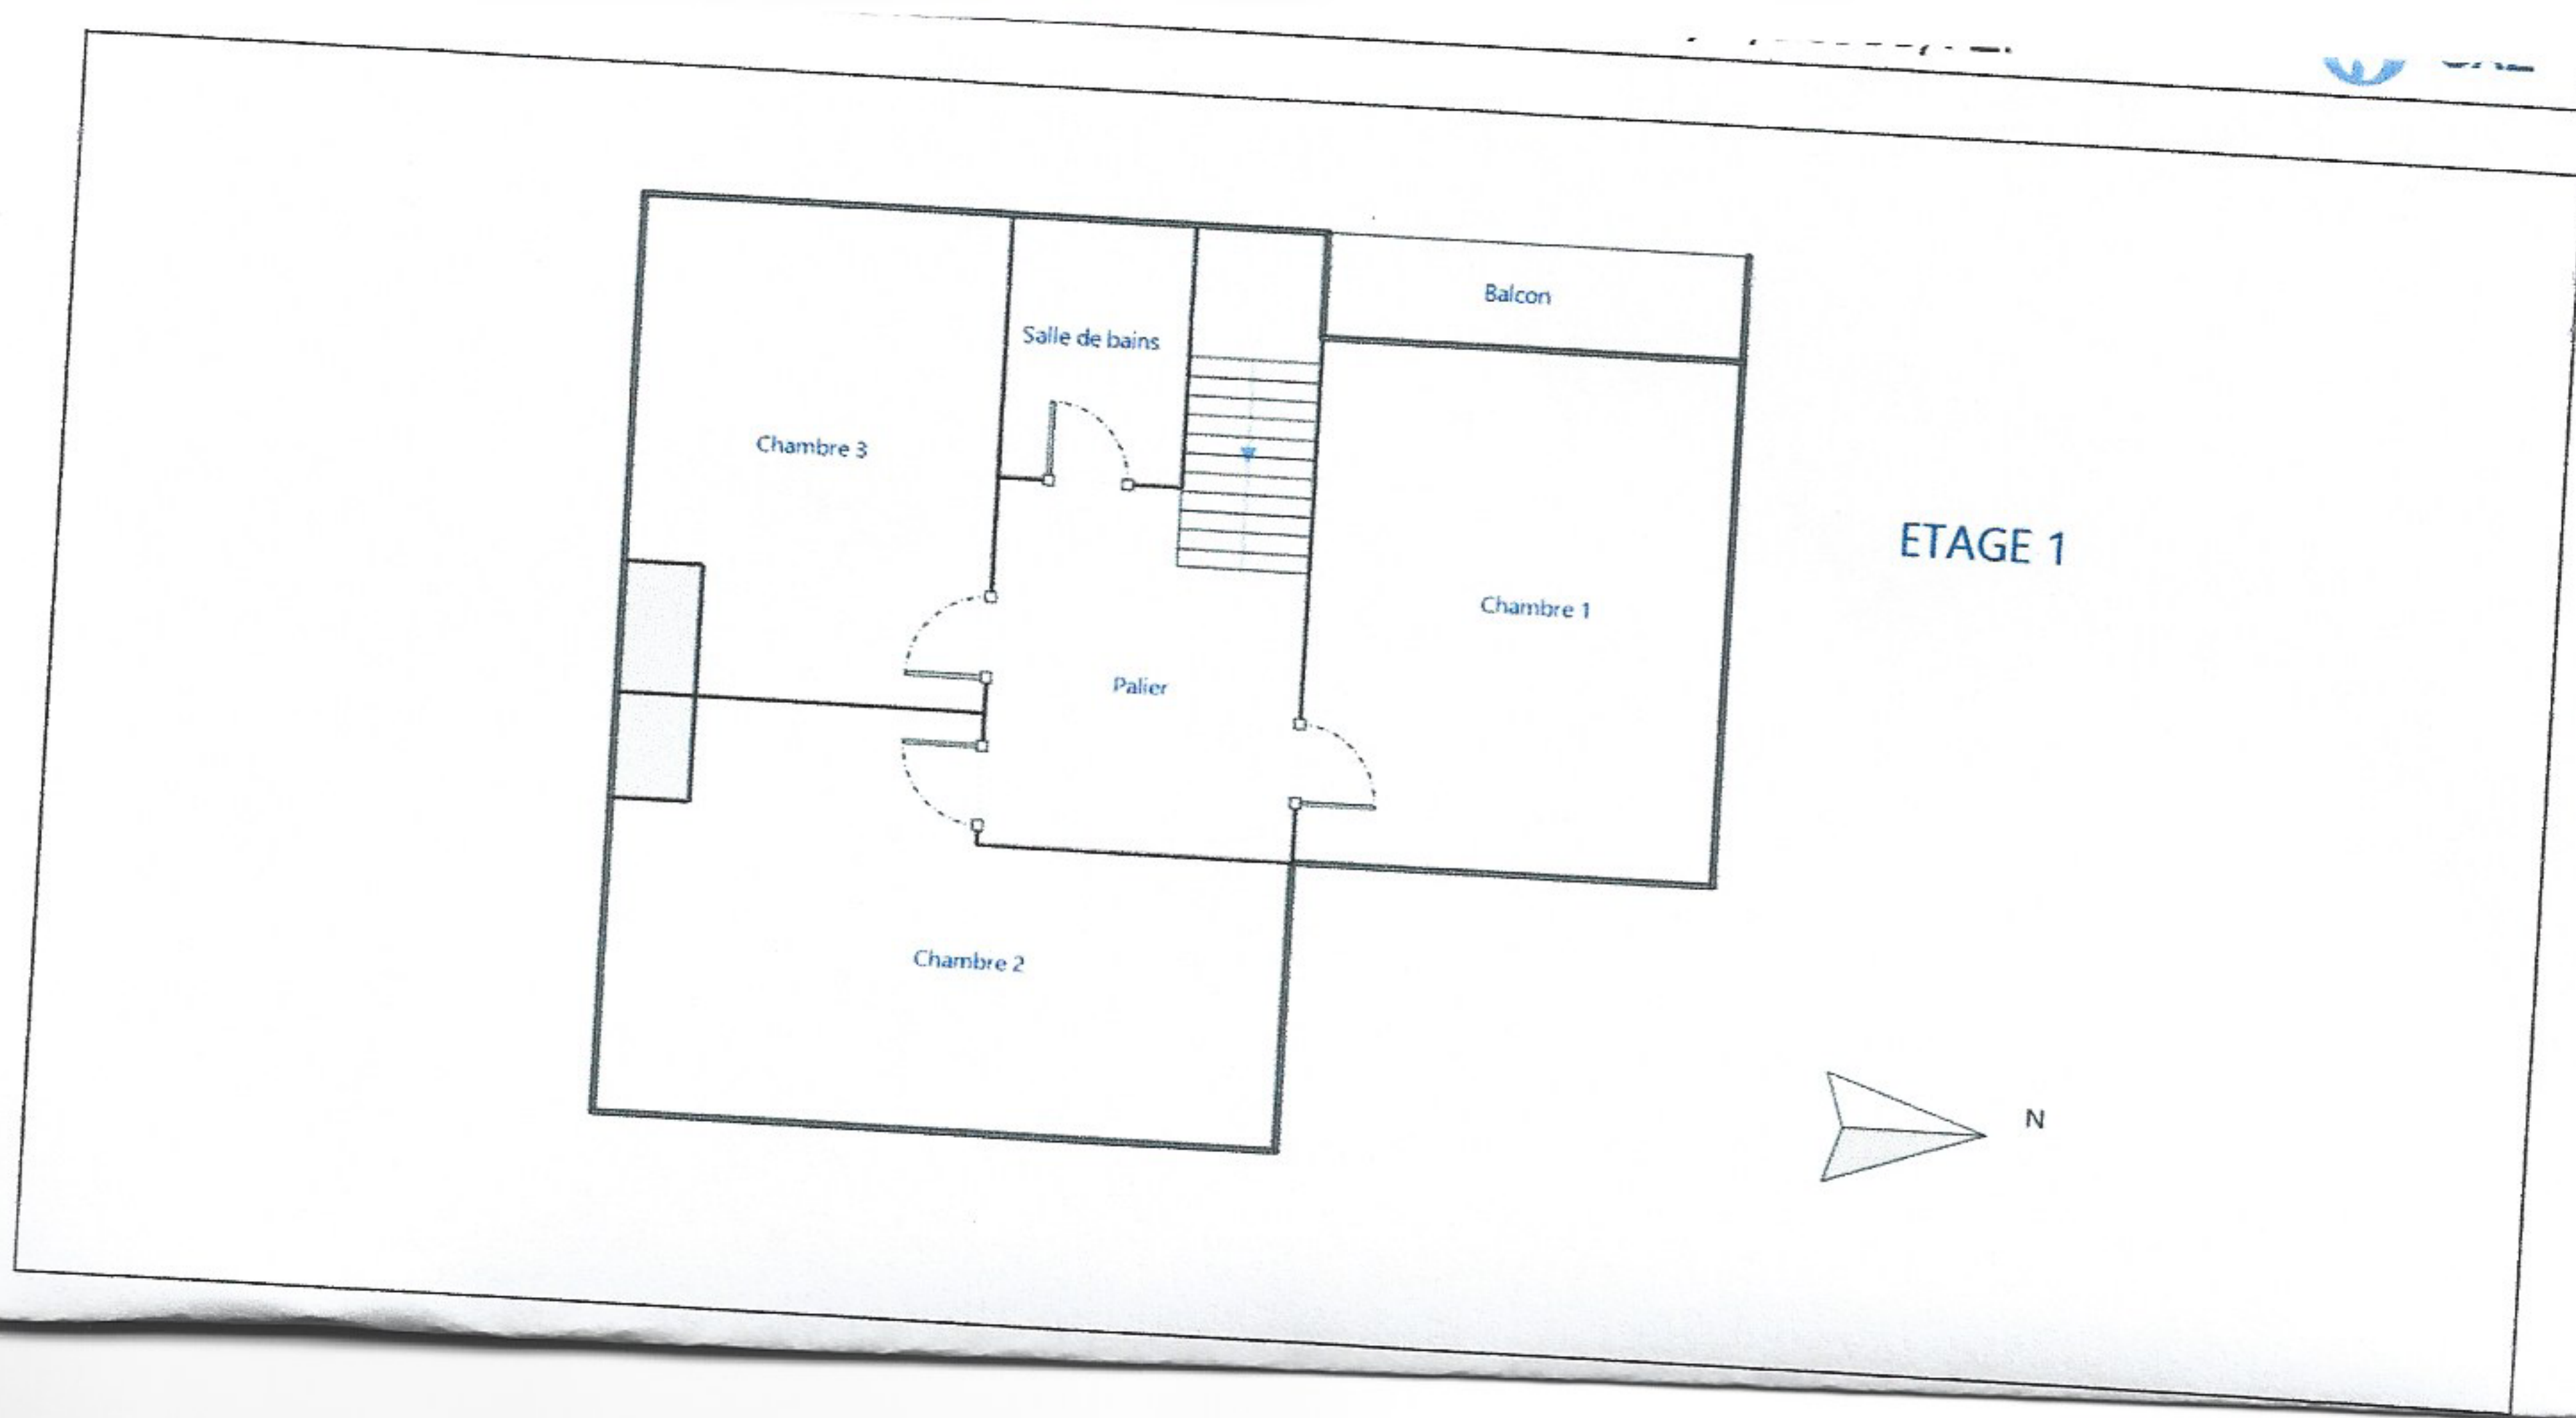 Balcon
Salle de bains
Chambre 3
ETAGE 1
Chambre 1
Palier
Chambre 2
N